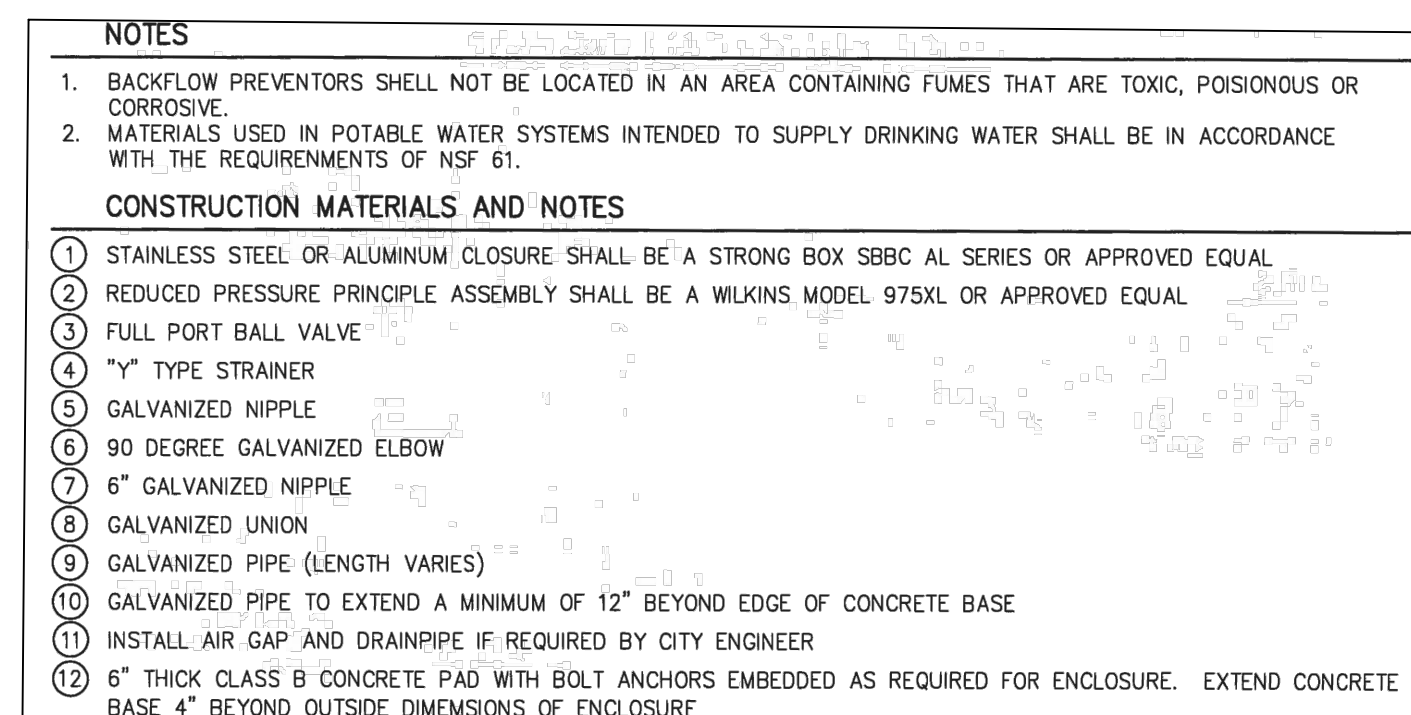 NOTES
1. BACKFLOW PREVENTORS SHELL NOT BE LOCATED IN AN AREA CONTAINING FUMES THAT ARE TOXIC, POISIONOUS OR
CORROSIVE.
2. MATERIALS USED IN POTABLE WATER SYSTEMS INTENDED TO SUPPLY DRINKING WATER SHALL BE IN ACCORDANCE
WITH THE REQUIRENMENTS OF NSF 61.
CONSTRUCTION MATERIALS AND NOTES
1 STAINLESS STEEL OR ALUMINUM CLOSURE SHALL BE A STRONG BOX SBBC AL SERIES OR APPROVED EQUAL
2 REDUCED PRESSURE PRINCIPLE ASSEMBLY SHALL BE A WILKINS MODEL 975XL OR APPROVED EQUAL
3 FULL PORT BALL VALVE
4 "Y" TYPE STRAINER
5 GALVANIZED NIPPLE
6 90 DEGREE GALVANIZED ELBOW
7 6" GALVANIZED NIPPLE
8 GALVANIZED UNION
9 GALVANIZED PIPE (LENGTH VARIES)
10 GALVANIZED PIPE TO EXTEND A MINIMUM OF 12" BEYOND EDGE OF CONCRETE BASE
11 INSTALL AIR GAP AND DRAINPIPE IF REQUIRED BY CITY ENGINEER
12 6" THICK CLASS B CONCRETE PAD WITH BOLT ANCHORS EMBEDDED AS REQUIRED FOR ENCLOSURE. EXTEND CONCRETE
BASE 4" BEYOND OUTSIDE DIMEMSIONS OF ENCLOSURE